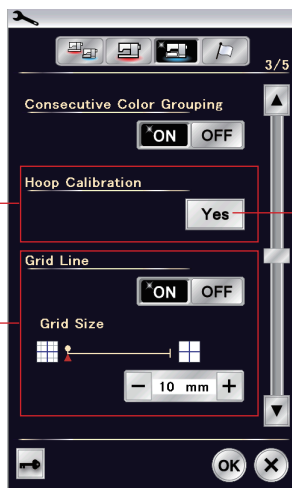 3/5
Consecutive Color Grouping
ON OFF
Hoop Calibration
Yes
Grid Line
ON OFF
Grid Size
− 10 mm +
OK ×